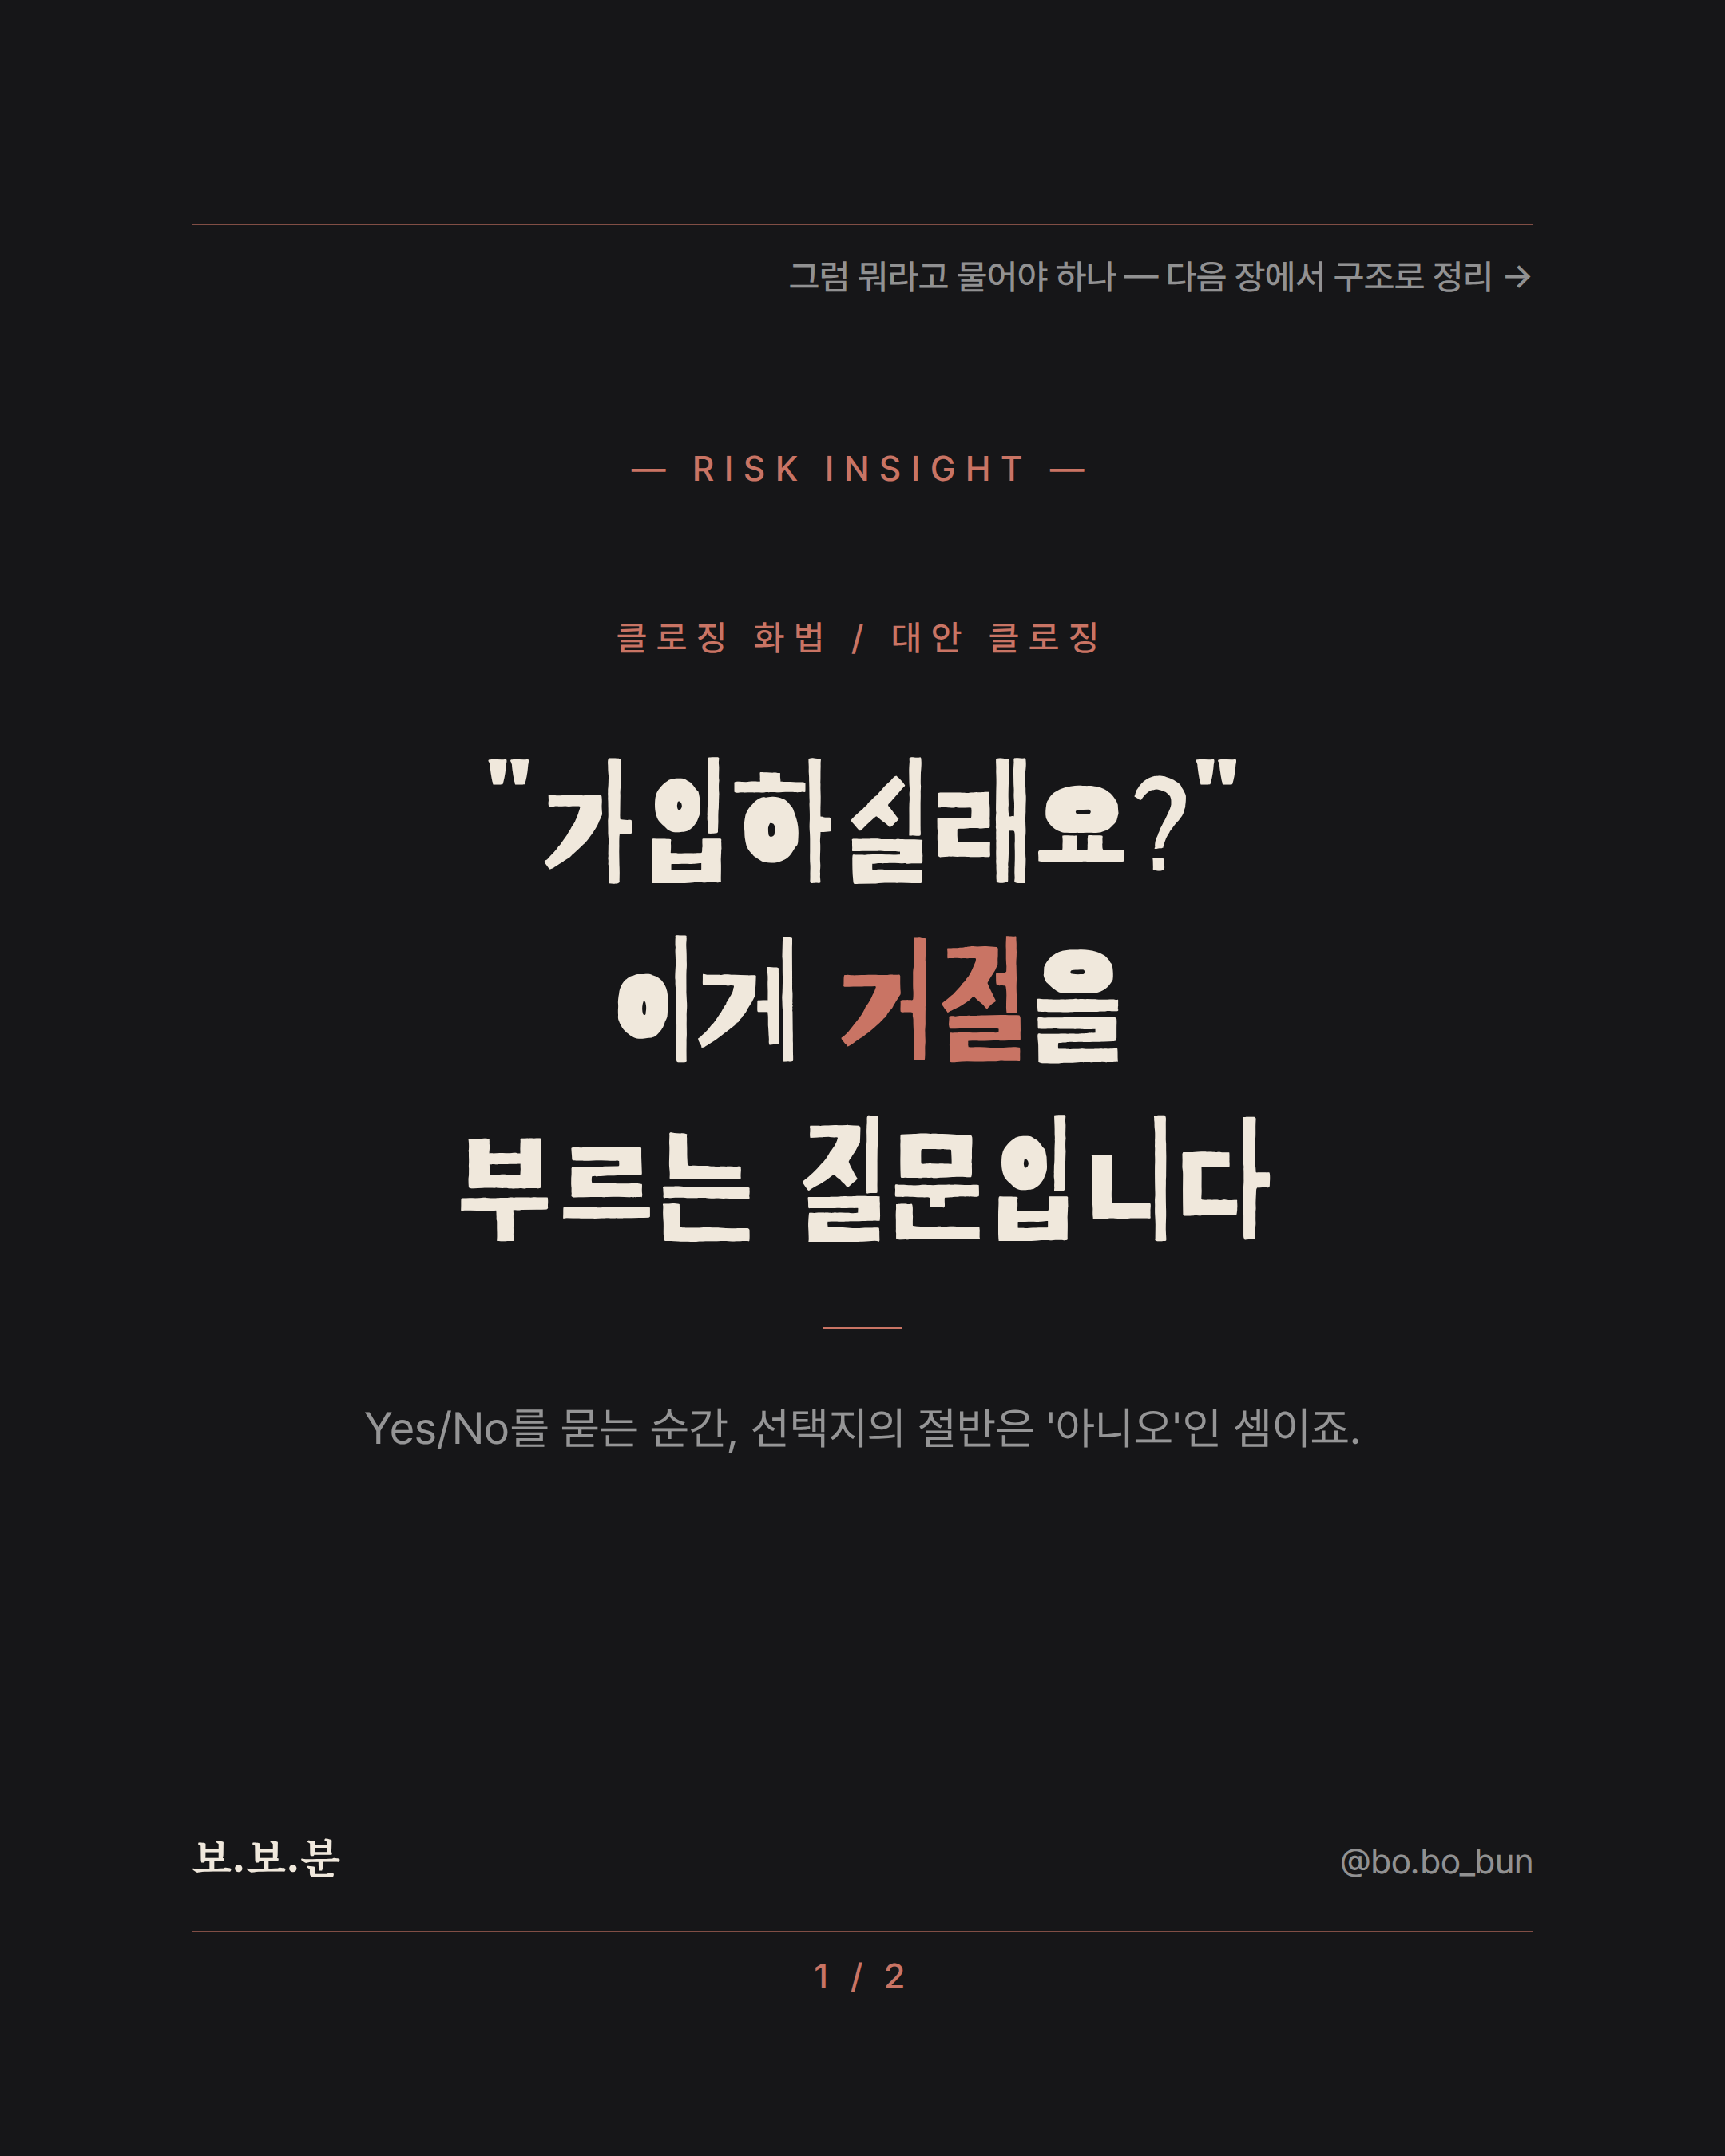 그럼 뭐라고 물어야 하나 — 다음 장에서 구조로 정리 →
— RISK INSIGHT —
클로징 화법 / 대안 클로징
"가입하실래요?"
이게 거절을
부르는 질문입니다
Yes/No를 묻는 순간, 선택지의 절반은 '아니오'인 셈이죠.
보.보.분
@bo.bo_bun
1 / 2